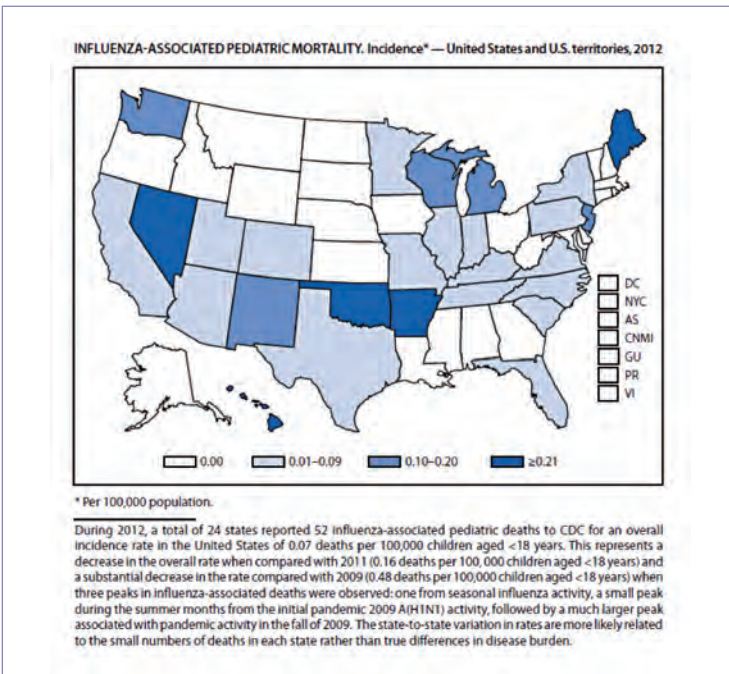 INFLUENZA-ASSOCIATED PEDIATRIC MORTALITY. Incidence* — United States and U.S. territories, 2012
DC
NYC
AS
CNMI
GU
PR
VI
0.00 0.01–0.09 0.10–0.20 ≥0.21
* Per 100,000 population.
During 2012, a total of 24 states reported 52 influenza-associated pediatric deaths to CDC for an overall
incidence rate in the United States of 0.07 deaths per 100,000 children aged <18 years. This represents a
decrease in the overall rate when compared with 2011 (0.16 deaths per 100, 000 children aged <18 years) and
a substantial decrease in the rate compared with 2009 (0.48 deaths per 100,000 children aged <18 years) when
three peaks in influenza-associated deaths were observed: one from seasonal influenza activity, a small peak
during the summer months from the initial pandemic 2009 A(H1N1) activity, followed by a much larger peak
associated with pandemic activity in the fall of 2009. The state-to-state variation in rates are more likely related
to the small numbers of deaths in each state rather than true differences in disease burden.